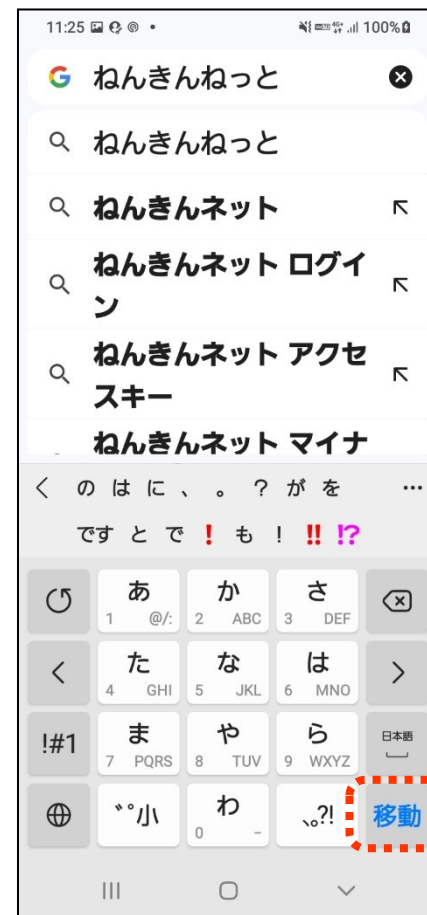 11:25 100%
ねんきんねっと
ねんきんねっと
ねんきんネット
ねんきんネット ログイ
ン
ねんきんネット アクセ
スキー
ねんきんネット マイナ
の は に 、 。 ? が を …
です と で ! も ! !! !?
あ か さ
1 @/: 2 ABC 3 DEF
た な は
4 GHI 5 JKL 6 MNO
!#1 ま や ら 日本語
7 PQRS 8 TUV 9 WXYZ
゛゜小 わ 、。?! 移動
0 -